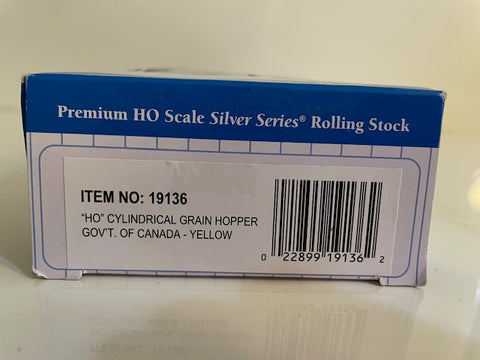 Premium HO Scale Silver Series® Rolling Stock
ITEM NO: 19136
“HO” CYLINDRICAL GRAIN HOPPER
GOV'T. OF CANADA - YELLOW
0 22899 19136 2